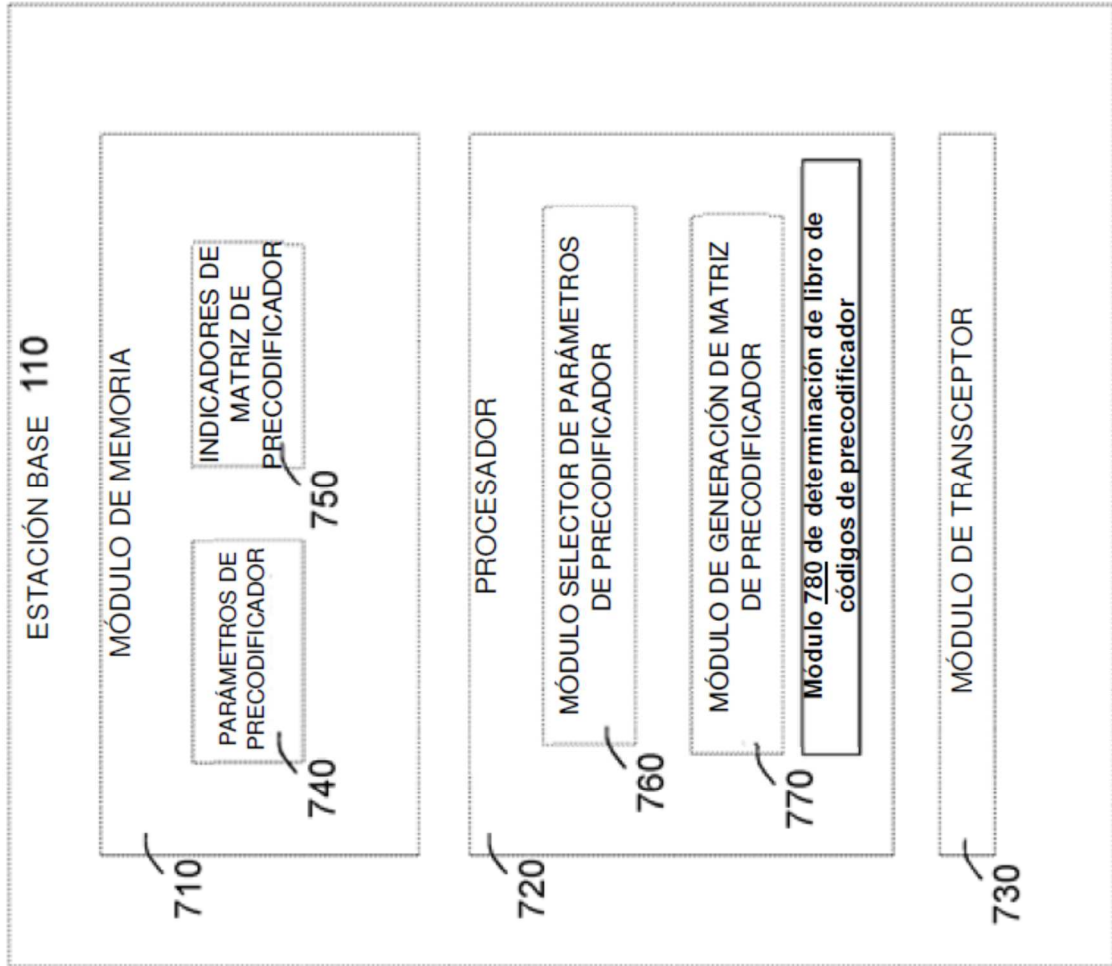 ESTACIÓN BASE 110
MÓDULO DE MEMORIA
710
PARÁMETROS DE
PRECODIFICADOR
740
INDICADORES DE
MATRIZ DE
PRECODIFICADOR
750
PROCESADOR
720
MÓDULO SELECTOR DE PARÁMETROS
DE PRECODIFICADOR
760
MÓDULO DE GENERACIÓN DE MATRIZ
DE PRECODIFICADOR
770
Módulo 780 de determinación de libro de
códigos de precodificador
MÓDULO DE TRANSCEPTOR
730